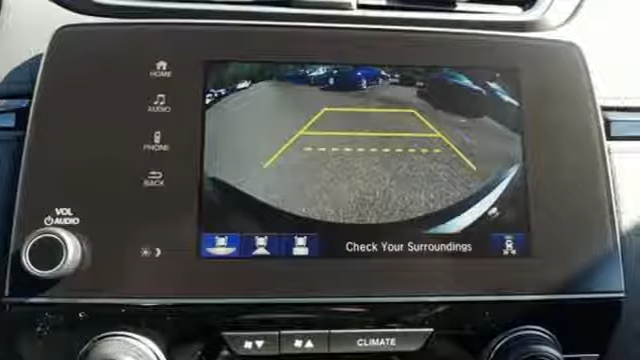 HOME
AUDIO
PHONE
BACK
VOL
AUDIO
Check Your Surroundings
CLIMATE